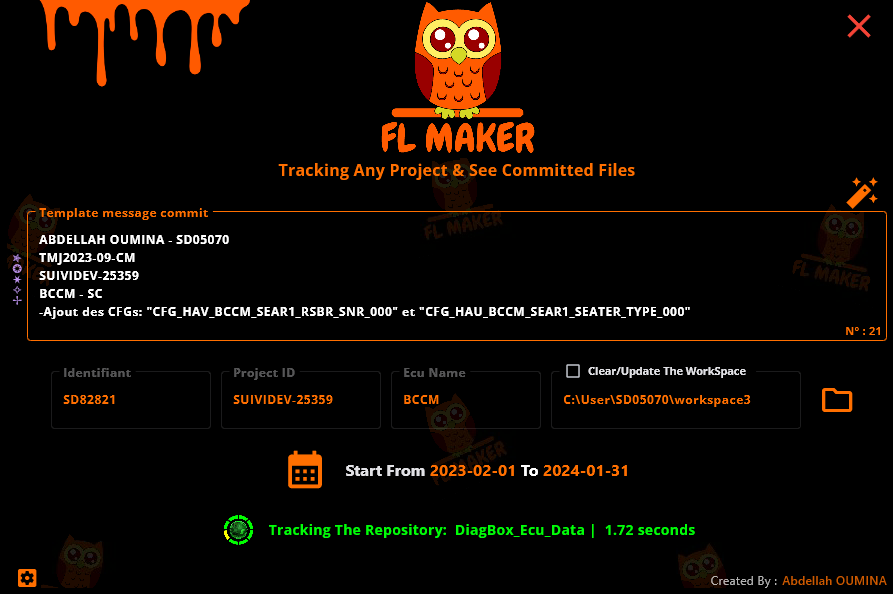 FL MAKER
Tracking Any Project & See Committed Files
Template message commit
ABDELLAH OUMINA - SD05070
TMJ2023-09-CM
SUIVIDEV-25359
BCCM - SC
-Ajout des CFGs: "CFG_HAV_BCCM_SEAR1_RSBR_SNR_000" et "CFG_HAU_BCCM_SEAR1_SEATER_TYPE_000"
N° : 21
Identifiant
SD82821
Project ID
SUIVIDEV-25359
Ecu Name
BCCM
Clear/Update The WorkSpace
C:\User\SD05070\workspace3
Start From 2023-02-01 To 2024-01-31
Tracking The Repository: DiagBox_Ecu_Data | 1.72 seconds
Created By : Abdellah OUMINA
FL MAKER
FL MAKER
FL MAKER